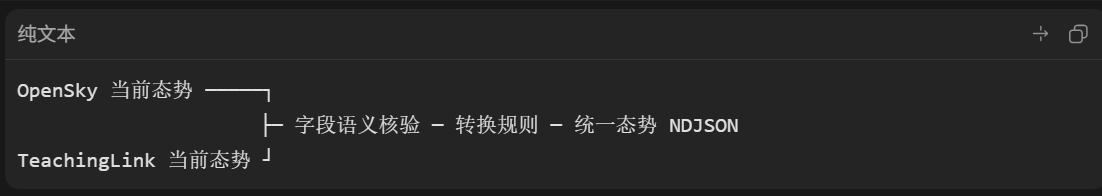 纯文本
OpenSky 当前态势 ─────┐
├─ 字段语义核验 ─ 转换规则 ─ 统一态势 NDJSON
TeachingLink 当前态势 ┘